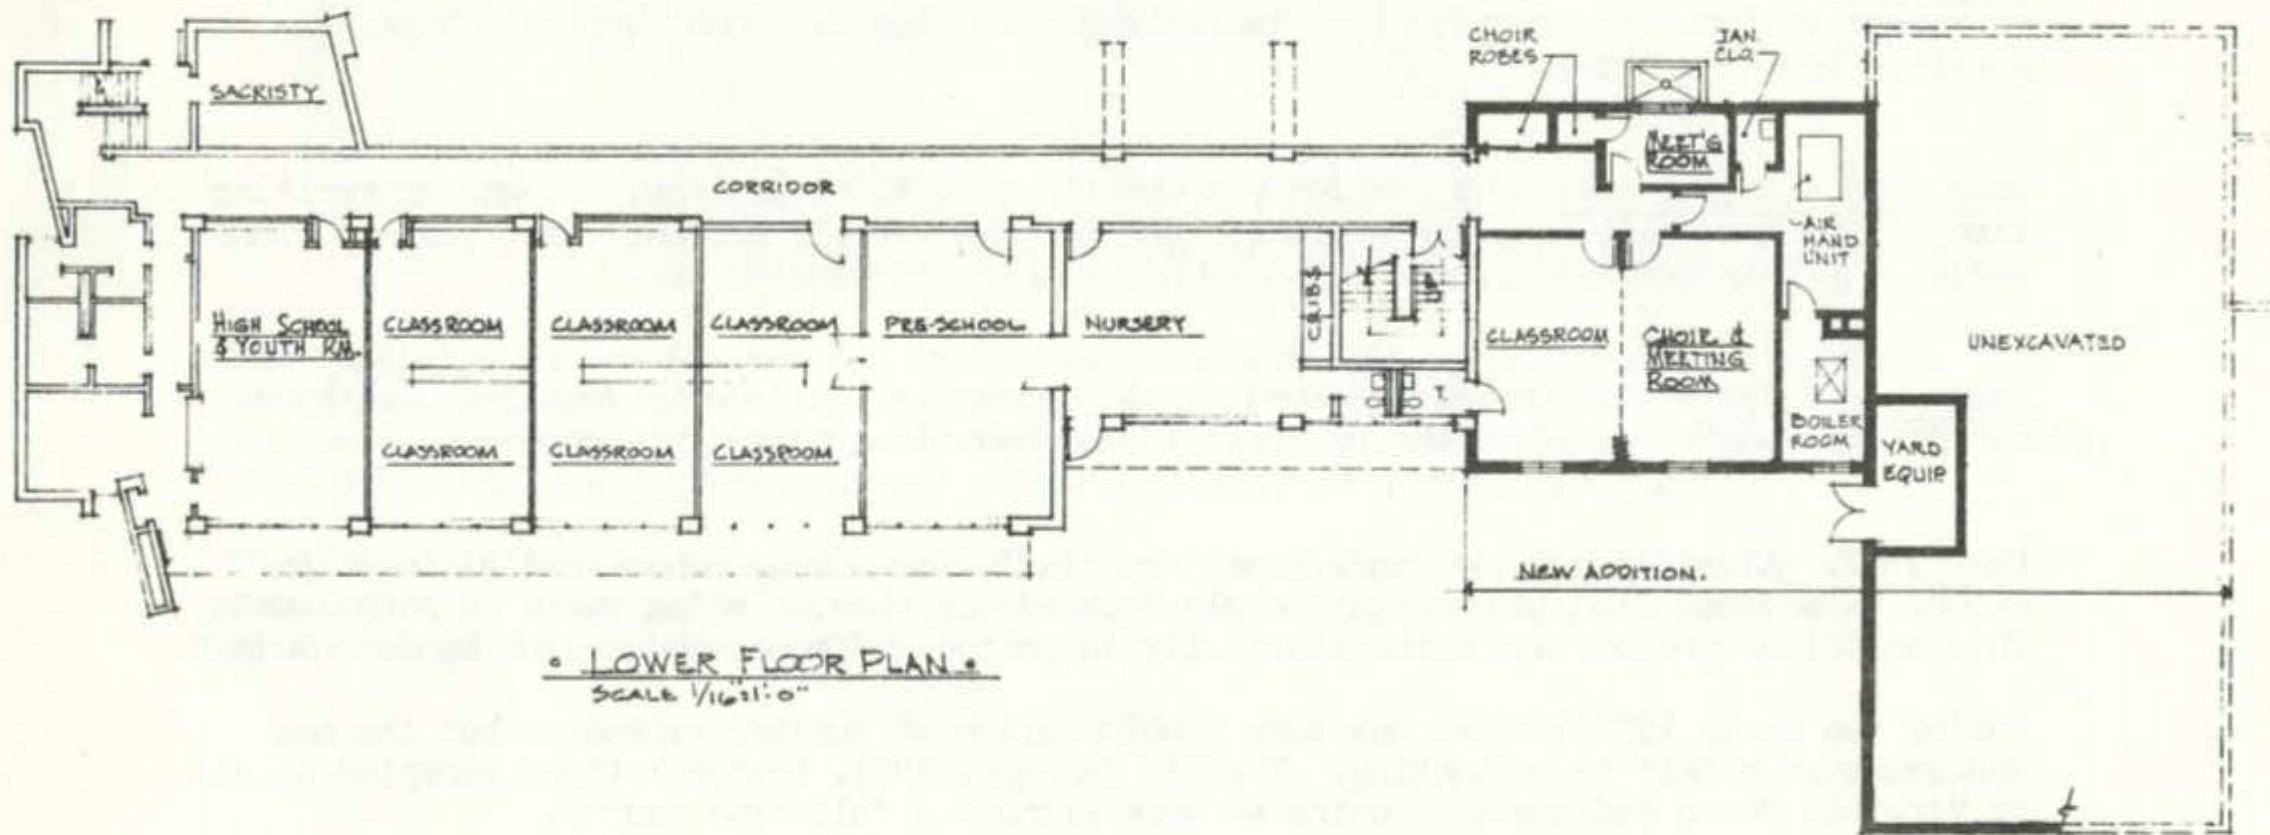 CHOIR
ROBES
JAN.
CLO.
SACRISTY
MEET'G
ROOM
CORRIDOR
AIR
HAND
UNIT
CRIBS
UP
HIGH SCHOOL
& YOUTH RM.
CLASSROOM
CLASSROOM
CLASSROOM
PRE-SCHOOL
NURSERY
CLASSROOM
CHOIR &
MEETING
ROOM
UNEXCAVATED
BOILER
ROOM
YARD
EQUIP
CLASSROOM
CLASSROOM
CLASSROOM
NEW ADDITION.
• LOWER FLOOR PLAN •
SCALE 1/16"=1'-0"